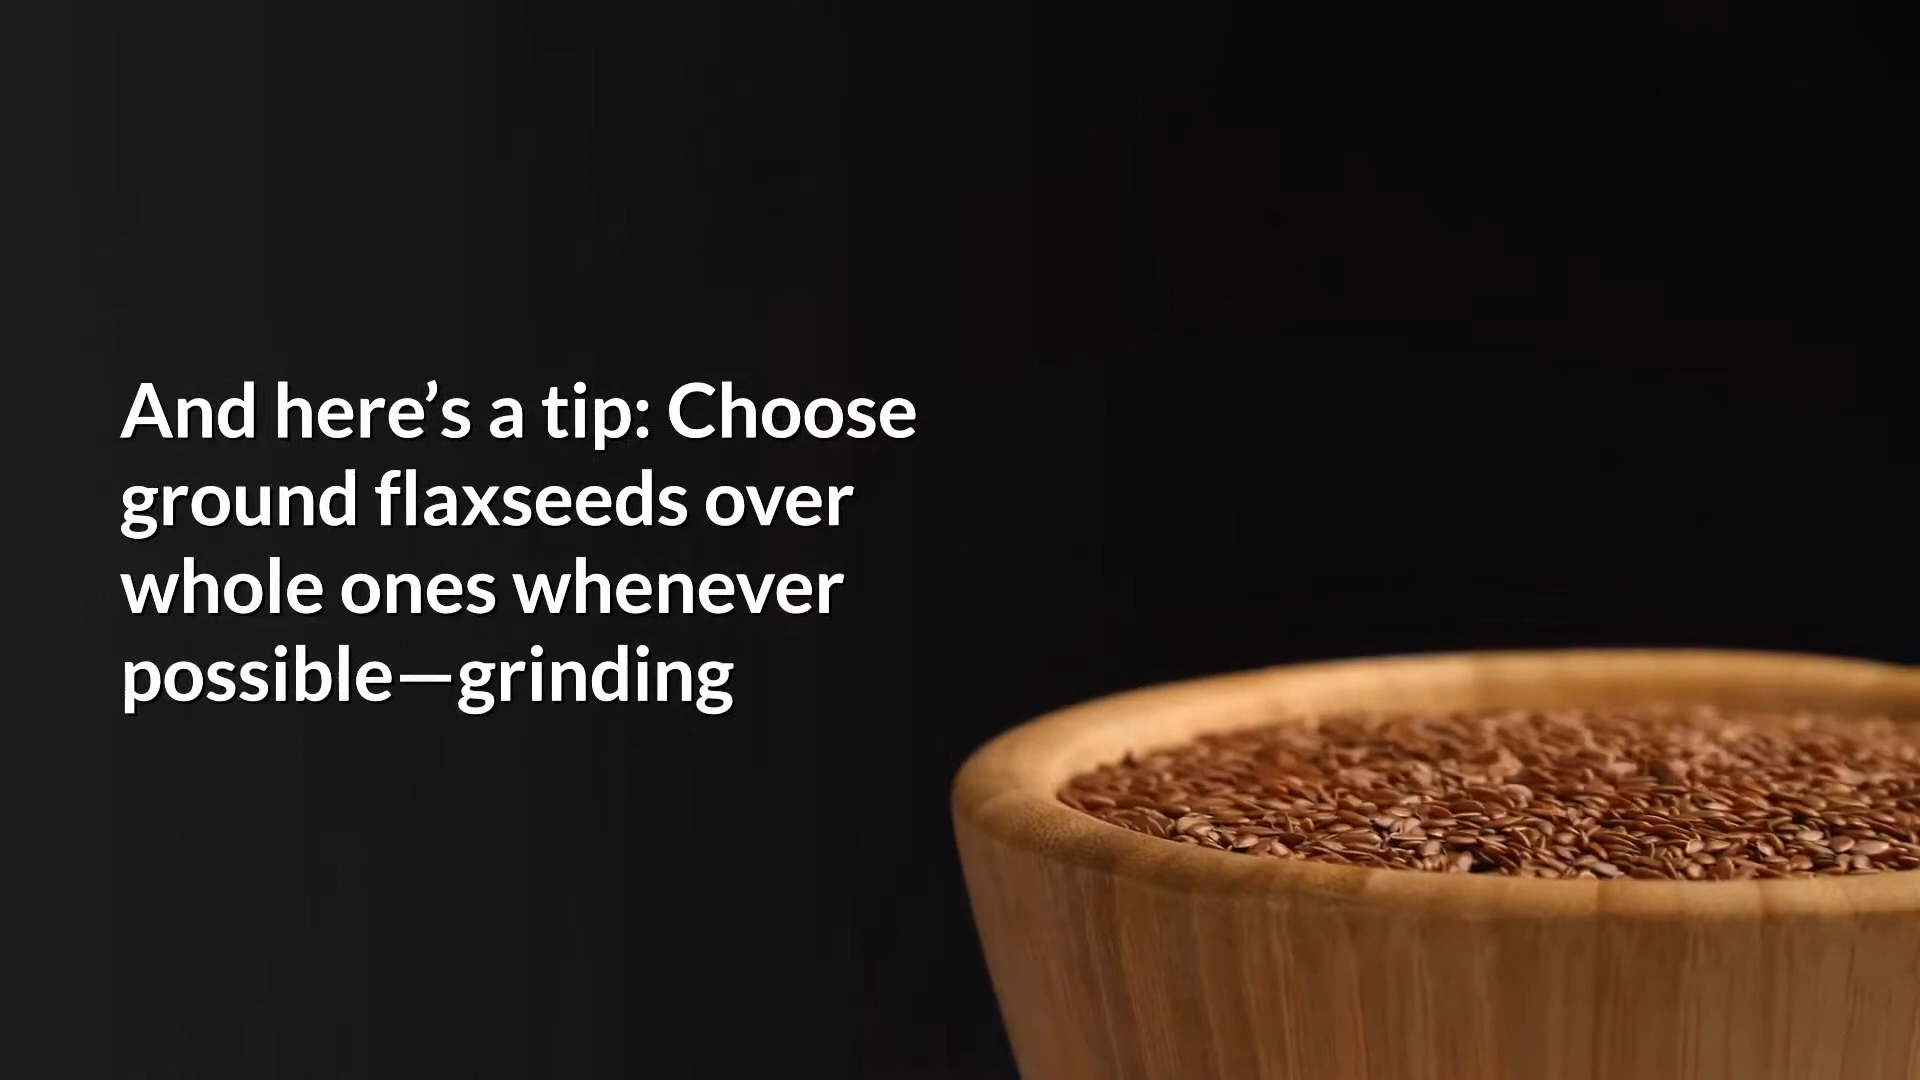 And here’s a tip: Choose
ground flaxseeds over
whole ones whenever
possible—grinding